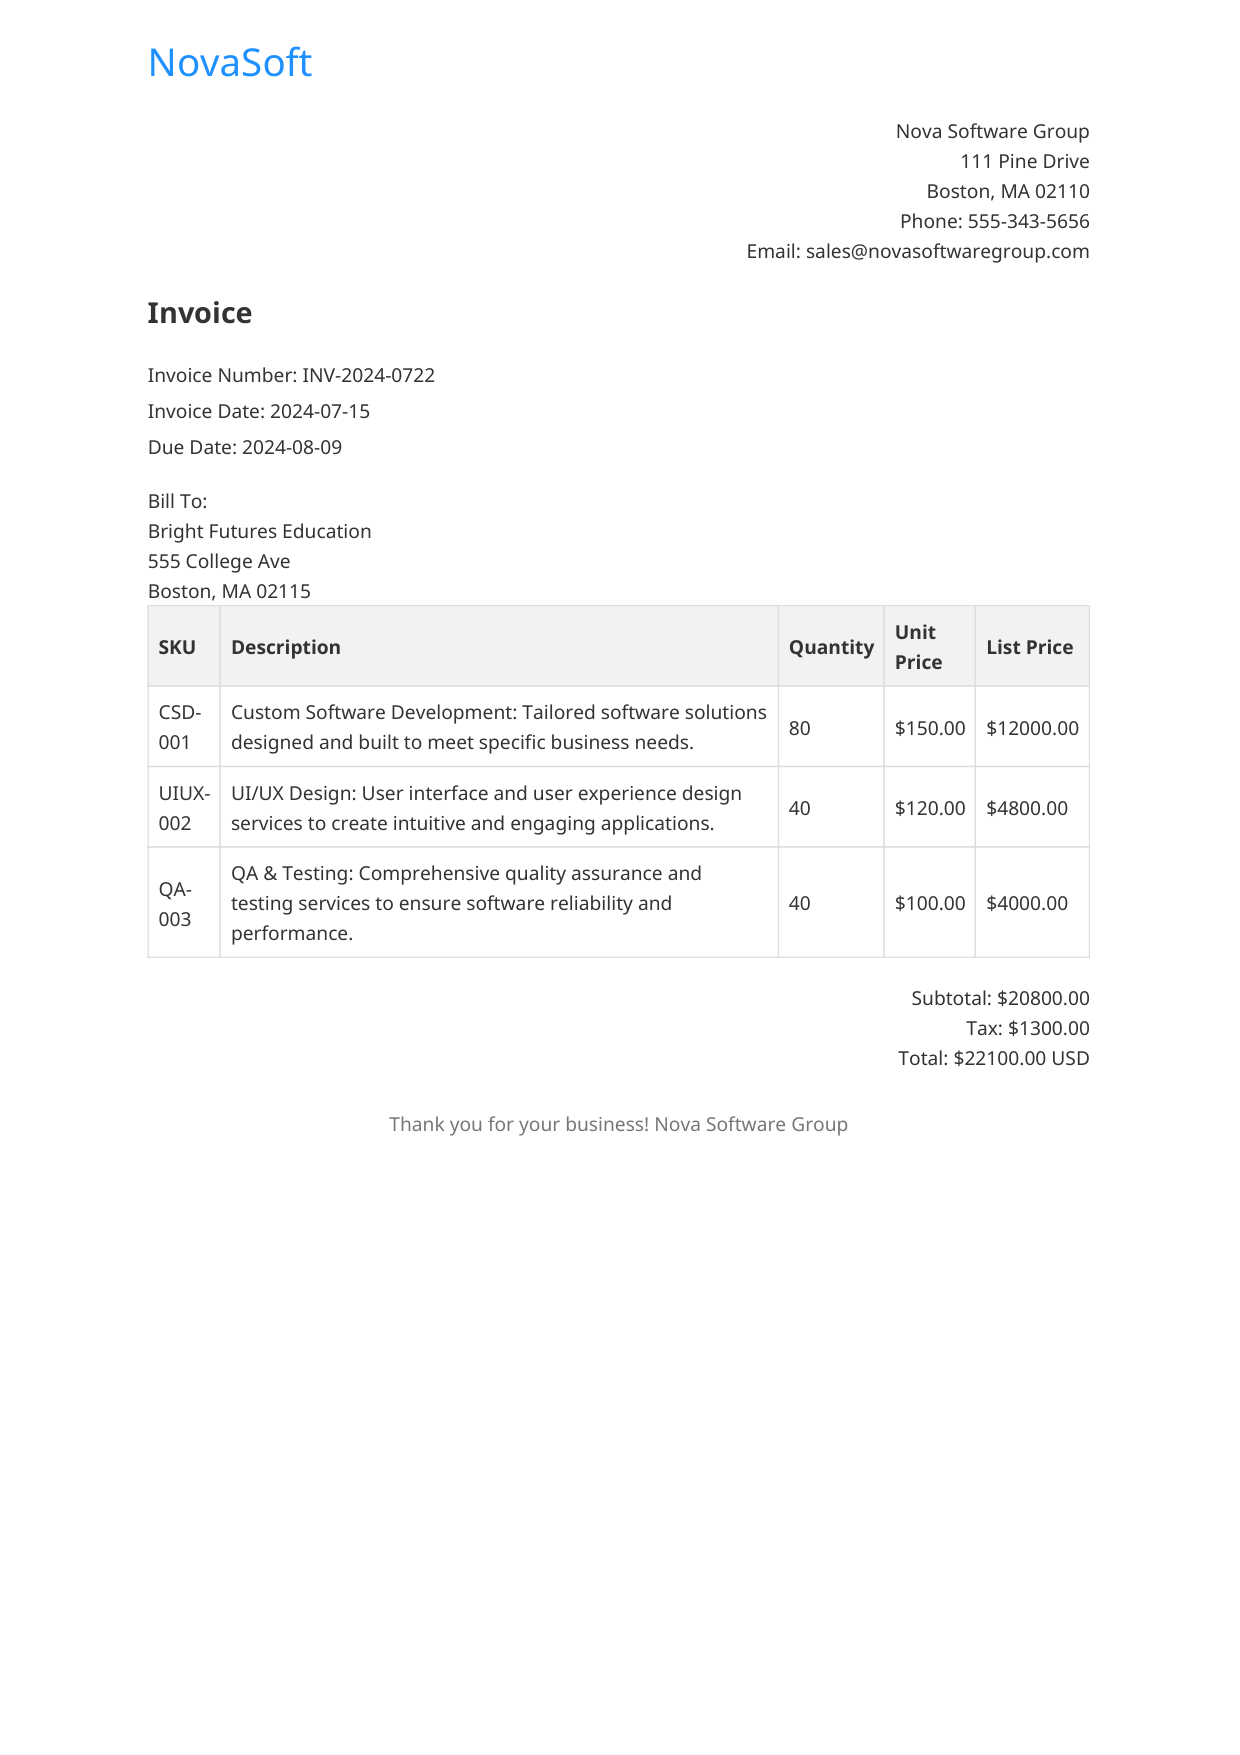 NovaSoft
Nova Software Group
111 Pine Drive
Boston, MA 02110
Phone: 555-343-5656
Email: sales@novasoftwaregroup.com
Invoice
Invoice Number: INV-2024-0722
Invoice Date: 2024-07-15
Due Date: 2024-08-09
Bill To:
Bright Futures Education
555 College Ave
Boston, MA 02115
SKU Description Quantity Unit Price List Price
CSD-001 Custom Software Development: Tailored software solutions
designed and built to meet specific business needs. 80 $150.00 $12000.00
UIUX-002 UI/UX Design: User interface and user experience design
services to create intuitive and engaging applications. 40 $120.00 $4800.00
QA-003 QA & Testing: Comprehensive quality assurance and
testing services to ensure software reliability and
performance. 40 $100.00 $4000.00
Subtotal: $20800.00
Tax: $1300.00
Total: $22100.00 USD
Thank you for your business! Nova Software Group